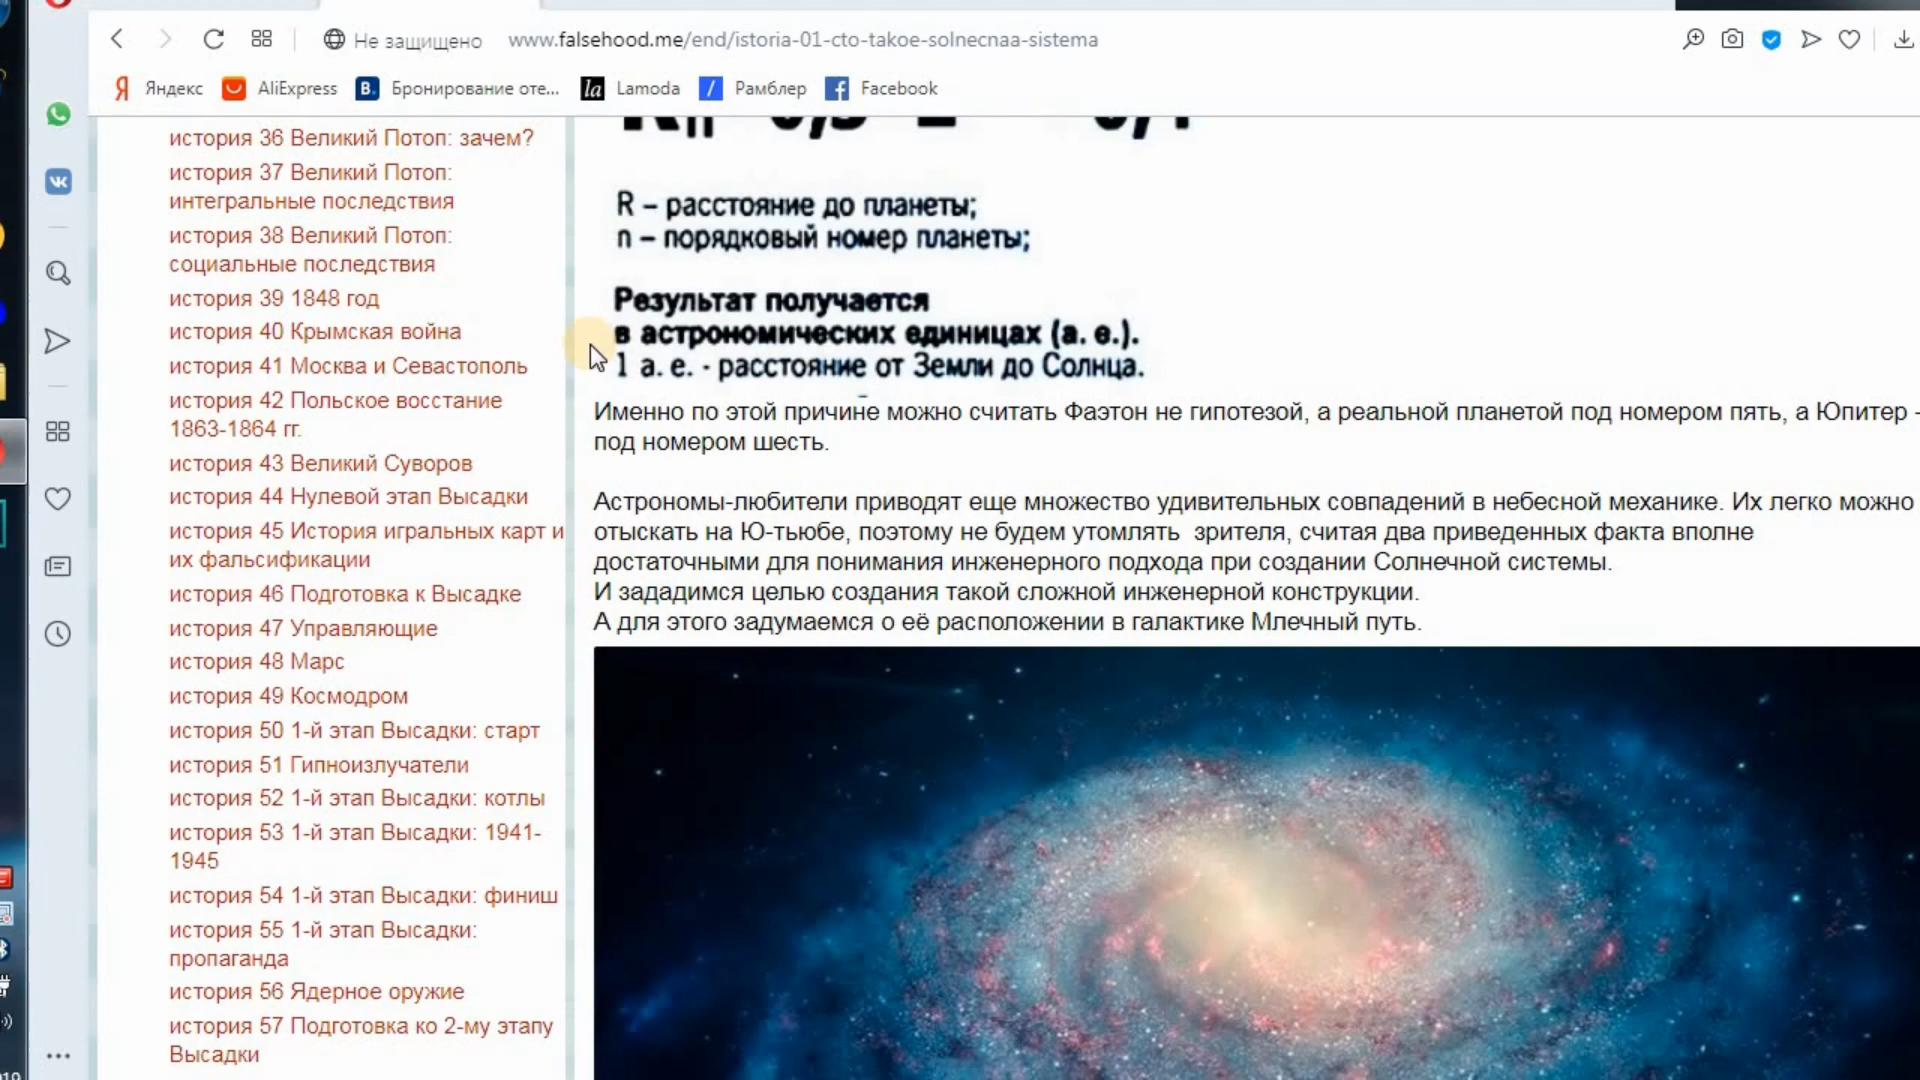 Не защищено www.falsehood.me/end/istoria-01-cto-takoe-solnecnaa-sistema
Яндекс AliExpress Бронирование оте... Lamoda Рамблер Facebook
история 36 Великий Потоп: зачем?
история 37 Великий Потоп:
интегральные последствия
история 38 Великий Потоп:
социальные последствия
история 39 1848 год
история 40 Крымская война
история 41 Москва и Севастополь
история 42 Польское восстание
1863-1864 гг.
история 43 Великий Суворов
история 44 Нулевой этап Высадки
история 45 История игральных карт и
их фальсификации
история 46 Подготовка к Высадке
история 47 Управляющие
история 48 Марс
история 49 Космодром
история 50 1-й этап Высадки: старт
история 51 Гипноизлучатели
история 52 1-й этап Высадки: котлы
история 53 1-й этап Высадки: 1941-
1945
история 54 1-й этап Высадки: финиш
история 55 1-й этап Высадки:
пропаганда
история 56 Ядерное оружие
история 57 Подготовка ко 2-му этапу
Высадки
R – расстояние до планеты;
n – порядковый номер планеты;
Результат получается
в астрономических единицах (а. е.).
1 а. е. - расстояние от Земли до Солнца.
Именно по этой причине можно считать Фаэтон не гипотезой, а реальной планетой под номером пять, а Юпитер -
под номером шесть.
Астрономы-любители приводят еще множество удивительных совпадений в небесной механике. Их легко можно
отыскать на Ю-тьюбе, поэтому не будем утомлять  зрителя, считая два приведенных факта вполне
достаточными для понимания инженерного подхода при создании Солнечной системы.
И зададимся целью создания такой сложной инженерной конструкции.
А для этого задумаемся о её расположении в галактике Млечный путь.